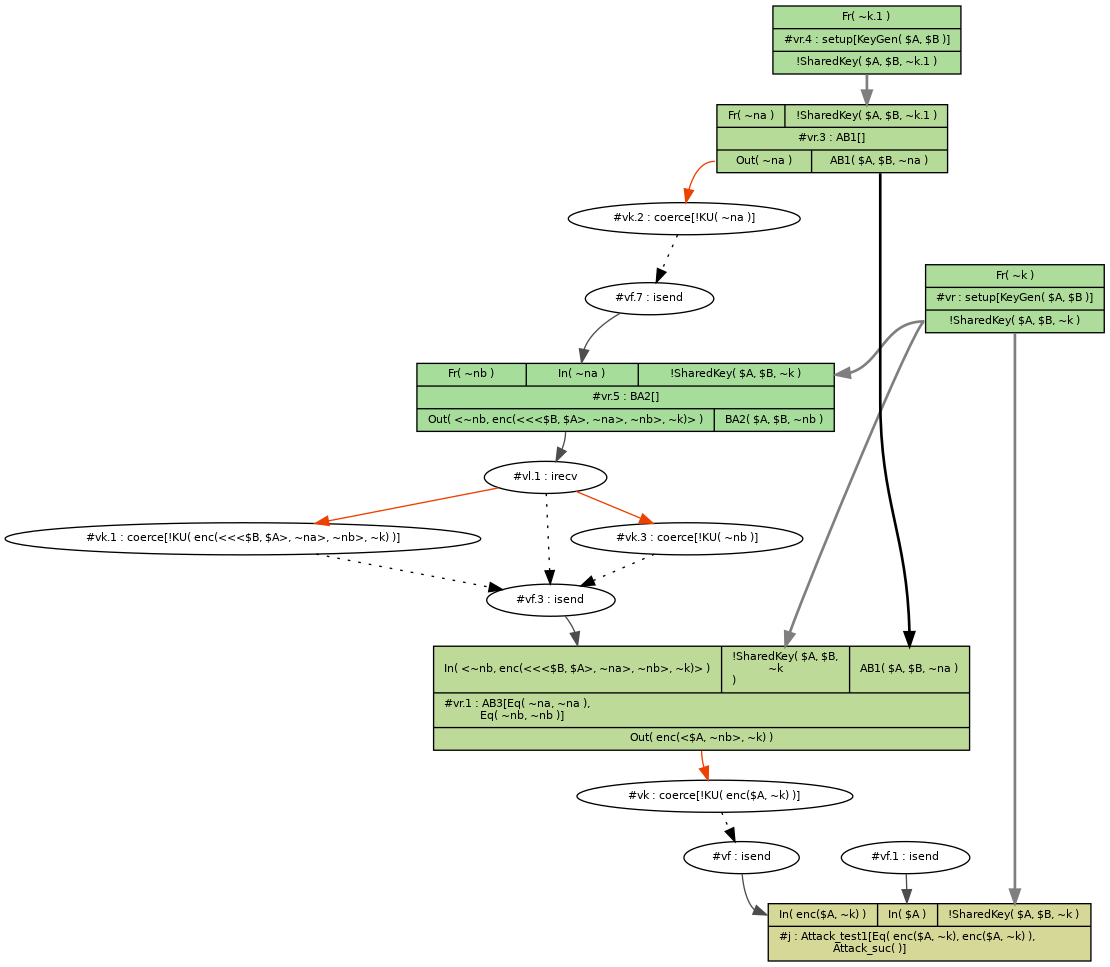 Fr( ~k.1 )
#vr.4 : setup[KeyGen( $A, $B )]
!SharedKey( $A, $B, ~k.1 )
Fr( ~na ) !SharedKey( $A, $B, ~k.1 )
#vr.3 : AB1[]
Out( ~na ) AB1( $A, $B, ~na )
#vk.2 : coerce[!KU( ~na )]
#vf.7 : isend
Fr( ~k )
#vr : setup[KeyGen( $A, $B )]
!SharedKey( $A, $B, ~k )
Fr( ~nb ) In( ~na ) !SharedKey( $A, $B, ~k )
#vr.5 : BA2[]
Out( <~nb, enc(<<<$B, $A>, ~na>, ~nb>, ~k)> ) BA2( $A, $B, ~nb )
#vl.1 : irecv
#vk.1 : coerce[!KU( enc(<<<$B, $A>, ~na>, ~nb>, ~k) )]
#vk.3 : coerce[!KU( ~nb )]
#vf.3 : isend
In( <~nb, enc(<<<$B, $A>, ~na>, ~nb>, ~k)> )
!SharedKey( $A, $B,
~k
)
AB1( $A, $B, ~na )
#vr.1 : AB3[Eq( ~na, ~na ),
Eq( ~nb, ~nb )]
Out( enc(<$A, ~nb>, ~k) )
#vk : coerce[!KU( enc($A, ~k) )]
#vf : isend
#vf.1 : isend
In( enc($A, ~k) ) In( $A ) !SharedKey( $A, $B, ~k )
#j : Attack_test1[Eq( enc($A, ~k), enc($A, ~k) ),
Attack_suc( )]